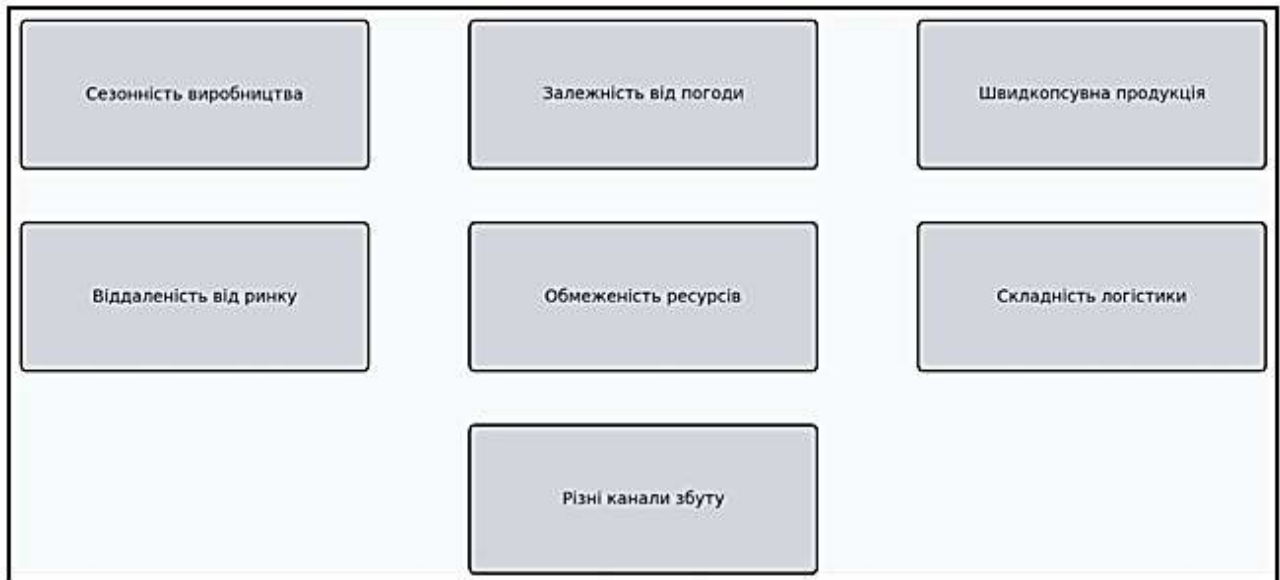 Сезонність виробництва
Залежність від погоди
Швидкопсувна продукція
Віддаленість від ринку
Обмеженість ресурсів
Складність логістики
Різні канали збуту